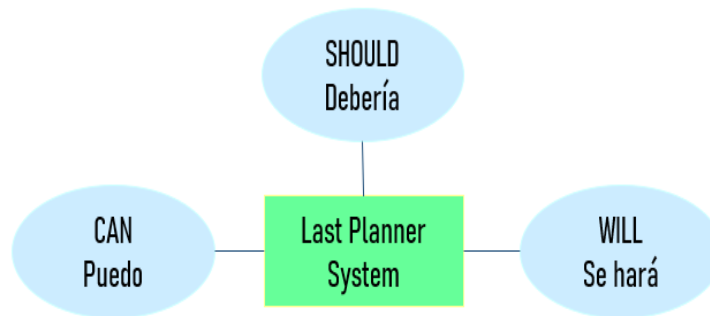 SHOULD
Debería
CAN
Puedo
Last Planner
System
WILL
Se hará